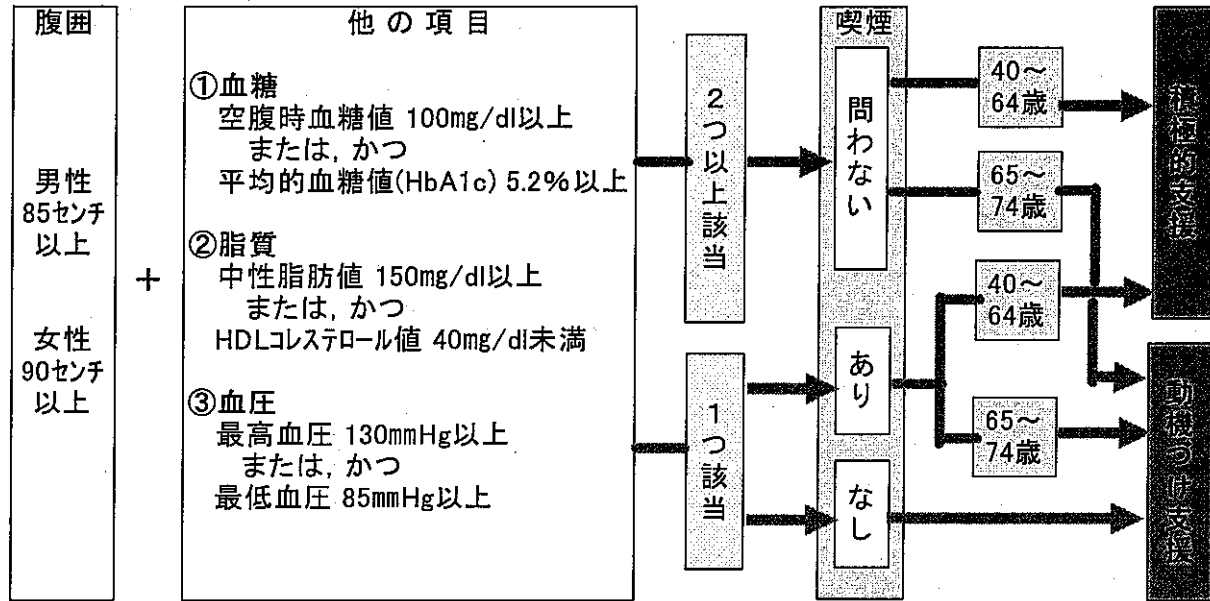 腹囲
男性
85センチ
以上
女性
90センチ
以上
+
他の項目
①血糖
空腹時血糖値 100mg/dl以上
または, かつ
平均的血糖値(HbA1c) 5.2%以上
②脂質
中性脂肪値 150mg/dl以上
または, かつ
HDLコレステロール値 40mg/dl未満
③血圧
最高血圧 130mmHg以上
または, かつ
最低血圧 85mmHg以上
2つ以上該当
1つ該当
喫煙
問わない
あり
なし
40~
64歳
65~
74歳
40~
64歳
65~
74歳
積極的支援
動機づけ支援